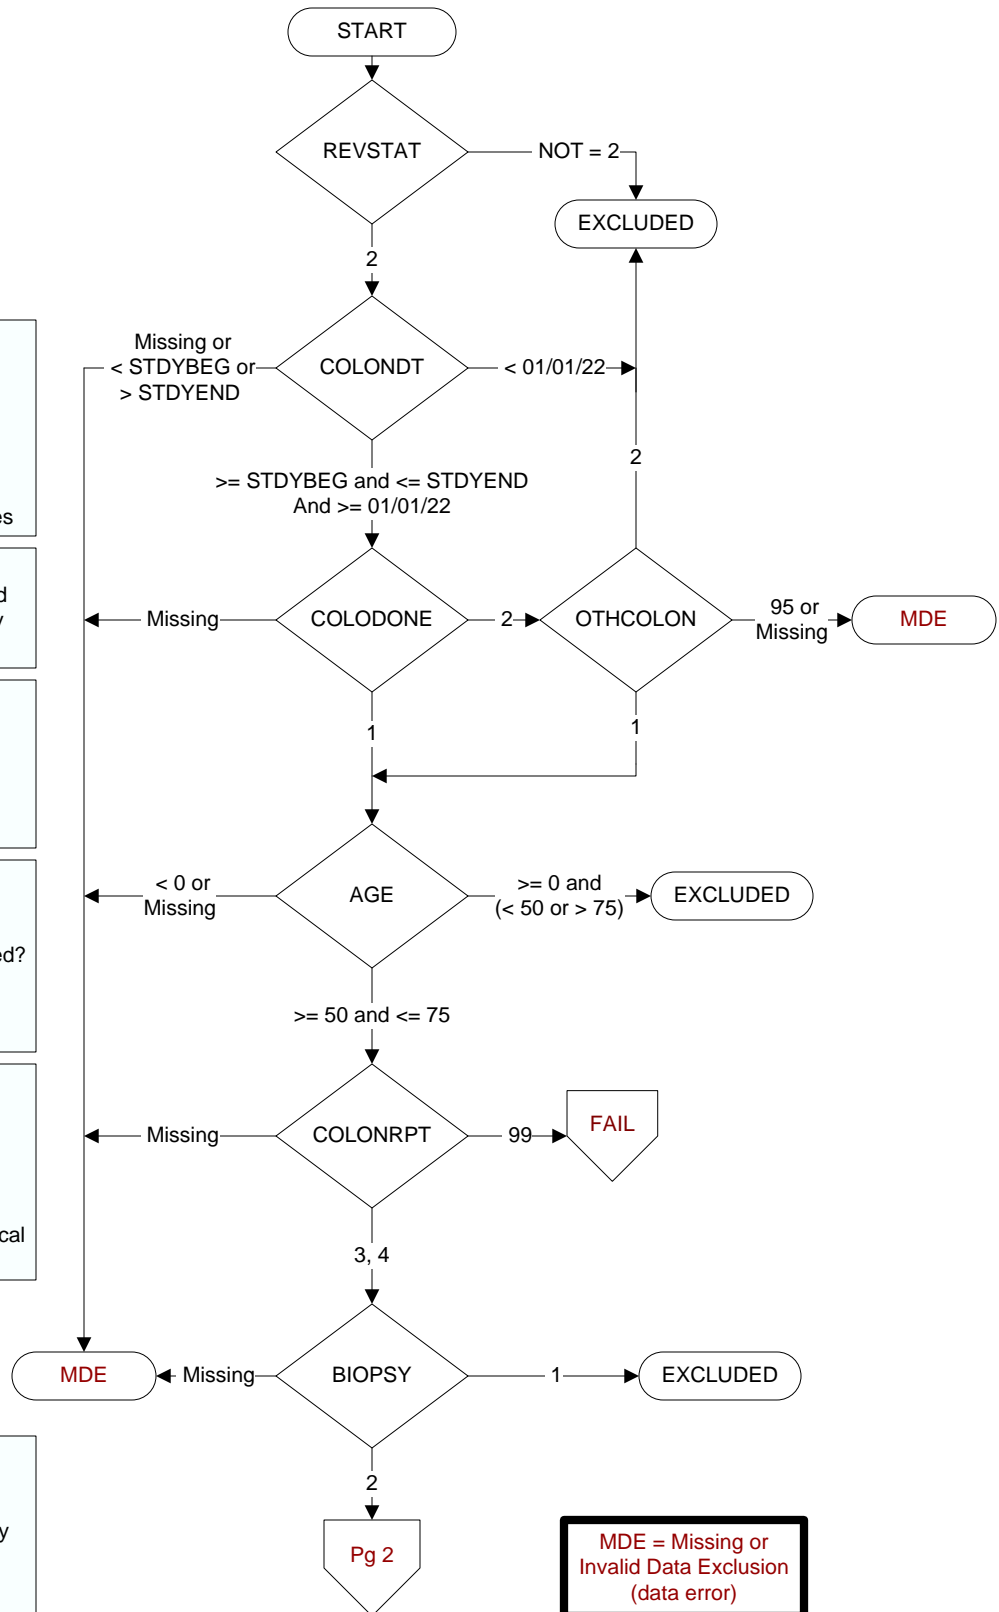 START
REVSTAT
NOT = 2
EXCLUDED
2
Missing or
< STDYBEG or
> STDYEND
COLONDT
< 01/01/22
2
>= STDYBEG and <= STDYEND
And >= 01/01/22
Missing
COLODONE
2
OTHCOLON
95 or
Missing
MDE
1
1
< 0 or
Missing
AGE
>= 0 and
(< 50 or > 75)
EXCLUDED
>= 50 and <= 75
Missing
COLONRPT
99
FAIL
3, 4
MDE
Missing
BIOPSY
1
EXCLUDED
2
Pg 2
MDE = Missing or
Invalid Data Exclusion
(data error)